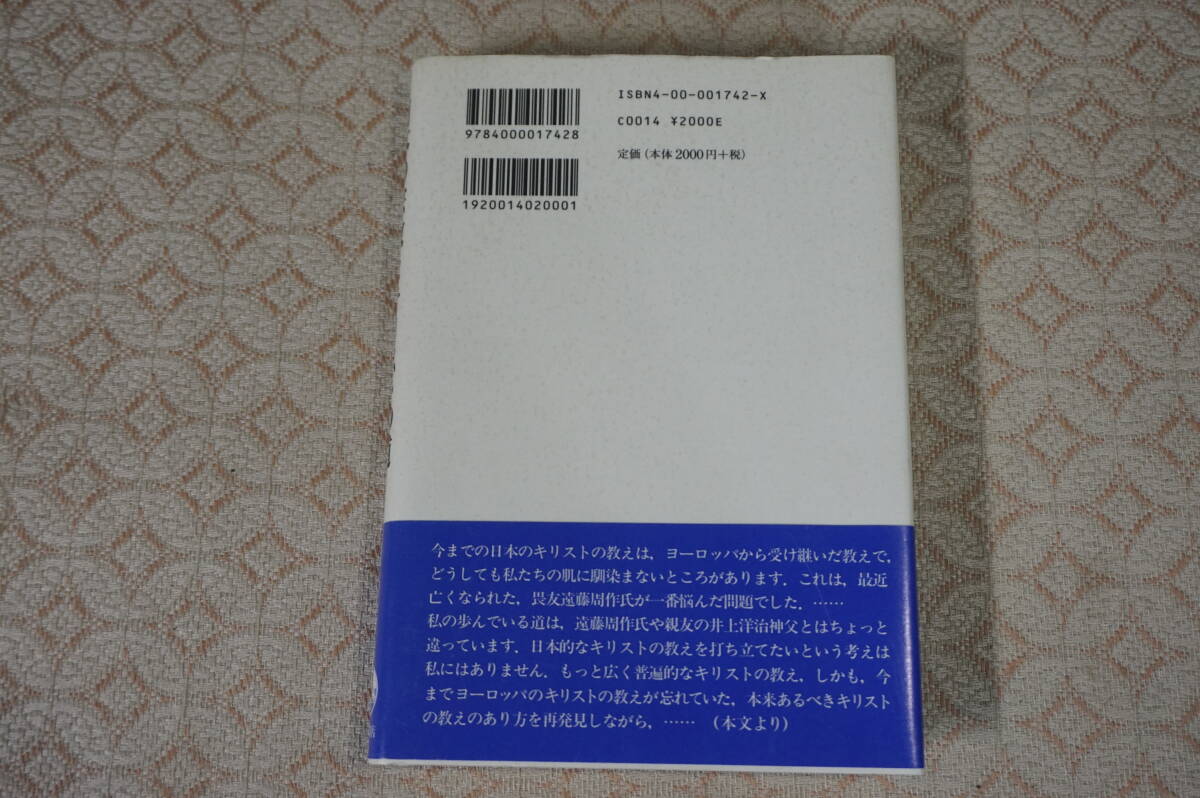 ISBN4-00-001742-X
C0014 ¥2000E
定価(本体2000円+税)
9784000017428
1920014020001
今までの日本のキリストの教えは，ヨーロッパから受け継いだ教えで，
どうしても私たちの肌に馴染まないところがあります．これは，最近
亡くなられた，畏友遠藤周作氏が一番悩んだ問題でした．……
私の歩んでいる道は，遠藤周作氏や親友の井上洋治神父とはちょっと
違っています．日本的なキリストの教えを打ち立てたいという考えは
私にはありません．もっと広く普遍的なキリストの教え，しかも，今
までヨーロッパのキリストの教えが忘れていた，本来あるべきキリスト
の教えのあり方を再発見しながら，……　(本文より)